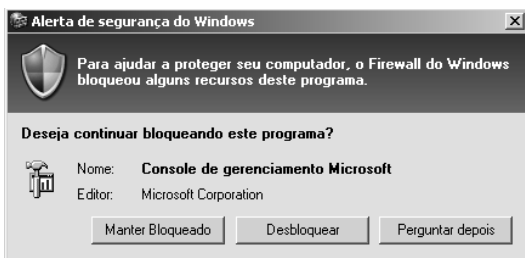 Alerta de segurança do Windows
Para ajudar a proteger seu computador, o Firewall do Windows
bloqueou alguns recursos deste programa.
Deseja continuar bloqueando este programa?
Nome: Console de gerenciamento Microsoft
Editor: Microsoft Corporation
Manter Bloqueado Desbloquear Perguntar depois